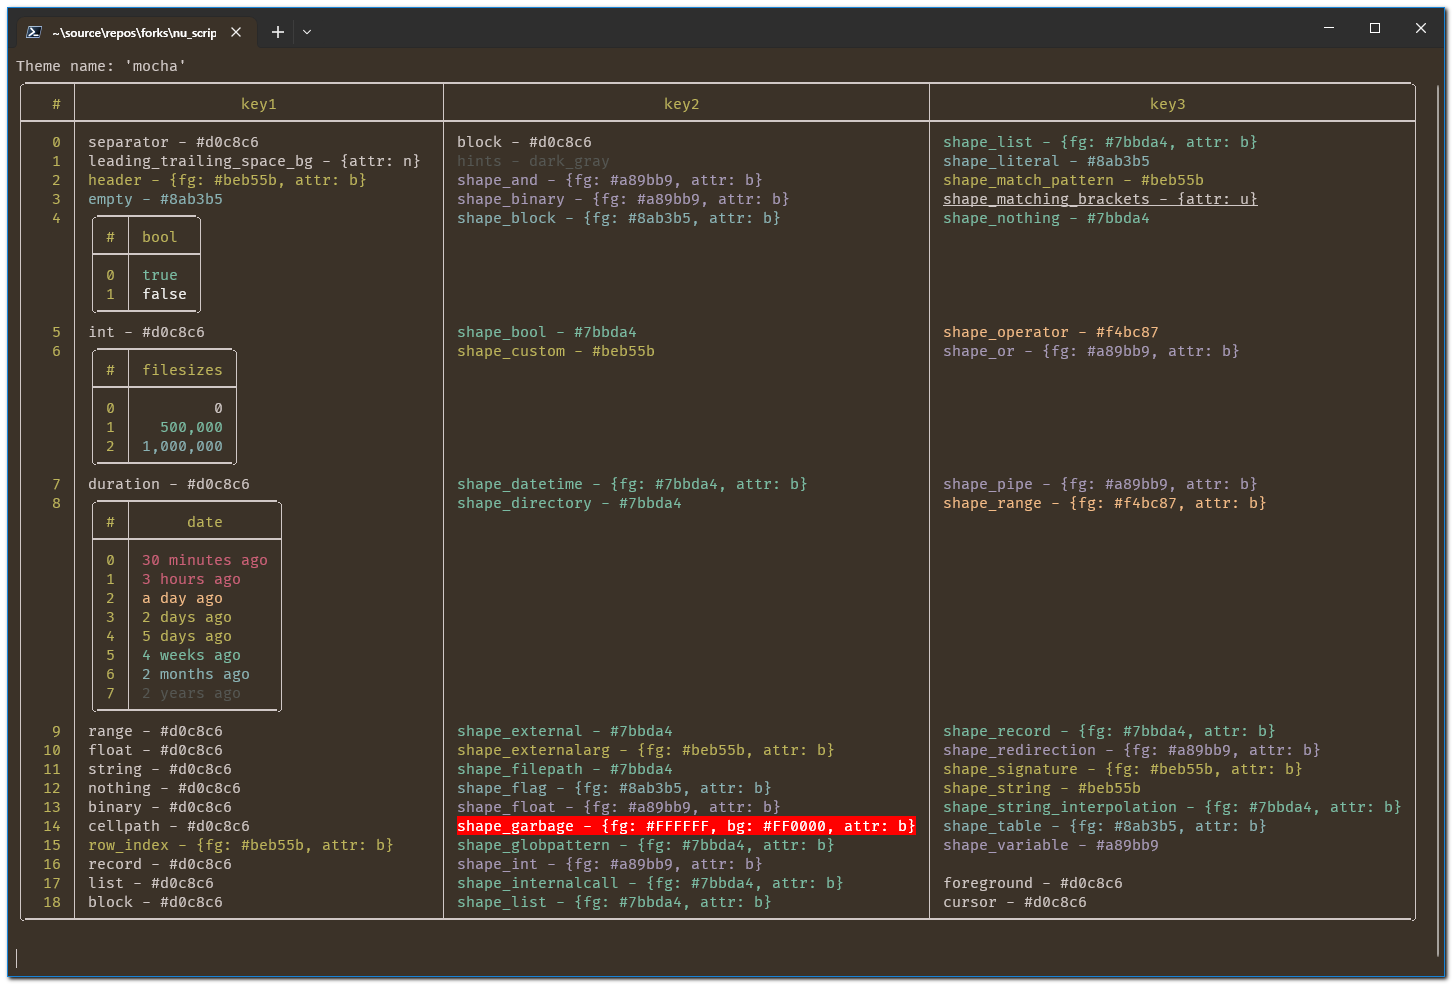 ~\source\repos\forks\nu_scrip
Theme name: 'mocha'
# key1 key2 key3
0 separator - #d0c8c6 block - #d0c8c6 shape_list - {fg: #7bbda4, attr: b}
1 leading_trailing_space_bg - {attr: n} hints - dark_gray shape_literal - #8ab3b5
2 header - {fg: #beb55b, attr: b} shape_and - {fg: #a89bb9, attr: b} shape_match_pattern - #beb55b
3 empty - #8ab3b5 shape_binary - {fg: #a89bb9, attr: b} shape_matching_brackets - {attr: u}
4 shape_block - {fg: #8ab3b5, attr: b} shape_nothing - #7bbda4
# bool
0 true
1 false
5 int - #d0c8c6 shape_bool - #7bbda4 shape_operator - #f4bc87
6 shape_custom - #beb55b shape_or - {fg: #a89bb9, attr: b}
# filesizes
0 0
1 500,000
2 1,000,000
7 duration - #d0c8c6 shape_datetime - {fg: #7bbda4, attr: b} shape_pipe - {fg: #a89bb9, attr: b}
8 shape_directory - #7bbda4 shape_range - {fg: #f4bc87, attr: b}
# date
0 30 minutes ago
1 3 hours ago
2 a day ago
3 2 days ago
4 5 days ago
5 4 weeks ago
6 2 months ago
7 2 years ago
9 range - #d0c8c6 shape_external - #7bbda4 shape_record - {fg: #7bbda4, attr: b}
10 float - #d0c8c6 shape_externalarg - {fg: #beb55b, attr: b} shape_redirection - {fg: #a89bb9, attr: b}
11 string - #d0c8c6 shape_filepath - #7bbda4 shape_signature - {fg: #beb55b, attr: b}
12 nothing - #d0c8c6 shape_flag - {fg: #8ab3b5, attr: b} shape_string - #beb55b
13 binary - #d0c8c6 shape_float - {fg: #a89bb9, attr: b} shape_string_interpolation - {fg: #7bbda4, attr: b}
14 cellpath - #d0c8c6 shape_garbage - {fg: #FFFFFF, bg: #FF0000, attr: b} shape_table - {fg: #8ab3b5, attr: b}
15 row_index - {fg: #beb55b, attr: b} shape_globpattern - {fg: #7bbda4, attr: b} shape_variable - #a89bb9
16 record - #d0c8c6 shape_int - {fg: #a89bb9, attr: b}
17 list - #d0c8c6 shape_internalcall - {fg: #7bbda4, attr: b} foreground - #d0c8c6
18 block - #d0c8c6 shape_list - {fg: #7bbda4, attr: b} cursor - #d0c8c6